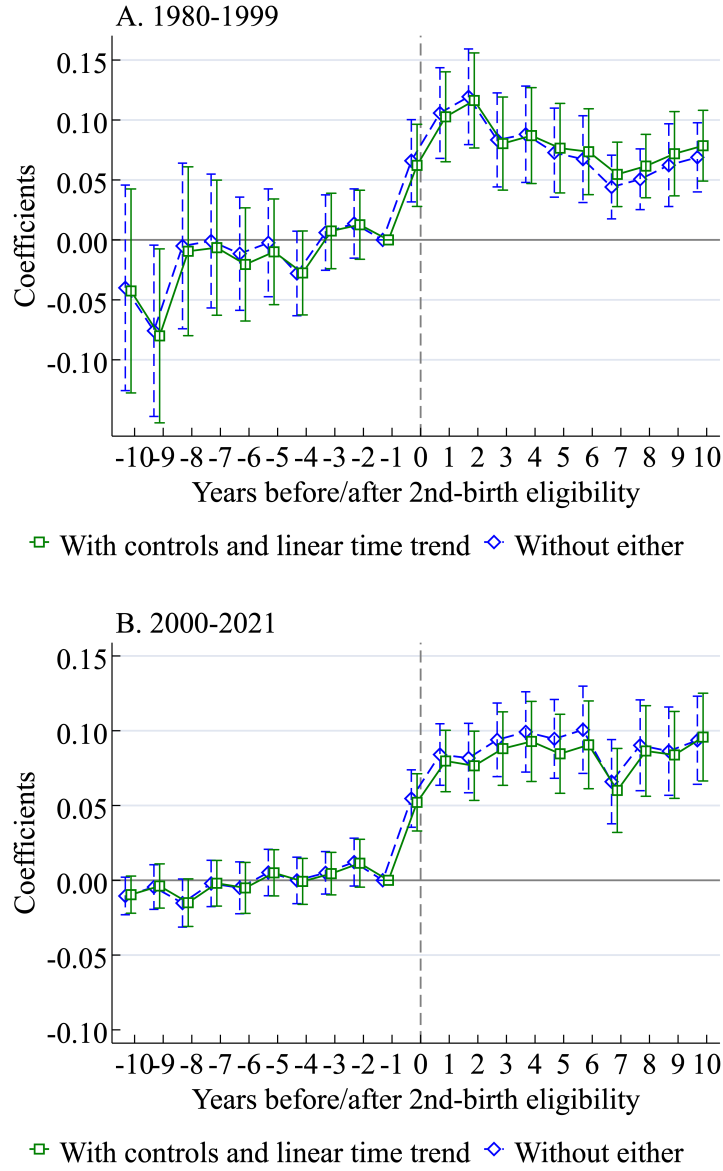 A. 1980-1999
0.15
0.10
0.05
0.00
-0.05
-0.10
Coefficients
-10 -9 -8 -7 -6 -5 -4 -3 -2 -1 0 1 2 3 4 5 6 7 8 9 10
Years before/after 2nd-birth eligibility
With controls and linear time trend Without either
B. 2000-2021
0.15
0.10
0.05
0.00
-0.05
-0.10
Coefficients
-10 -9 -8 -7 -6 -5 -4 -3 -2 -1 0 1 2 3 4 5 6 7 8 9 10
Years before/after 2nd-birth eligibility
With controls and linear time trend Without either